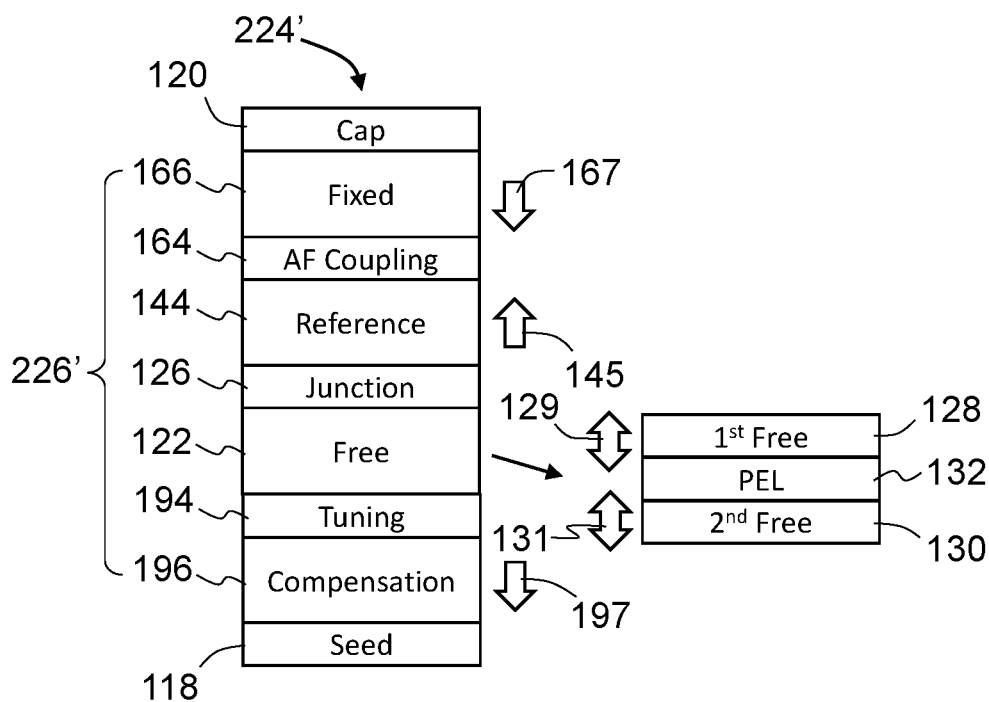 224’
120
Cap
166
Fixed
167
164
AF Coupling
144
Reference
145
226’
126
Junction
129
1st Free
128
122
Free
PEL
132
194
Tuning
131
2nd Free
130
196
Compensation
197
118
Seed